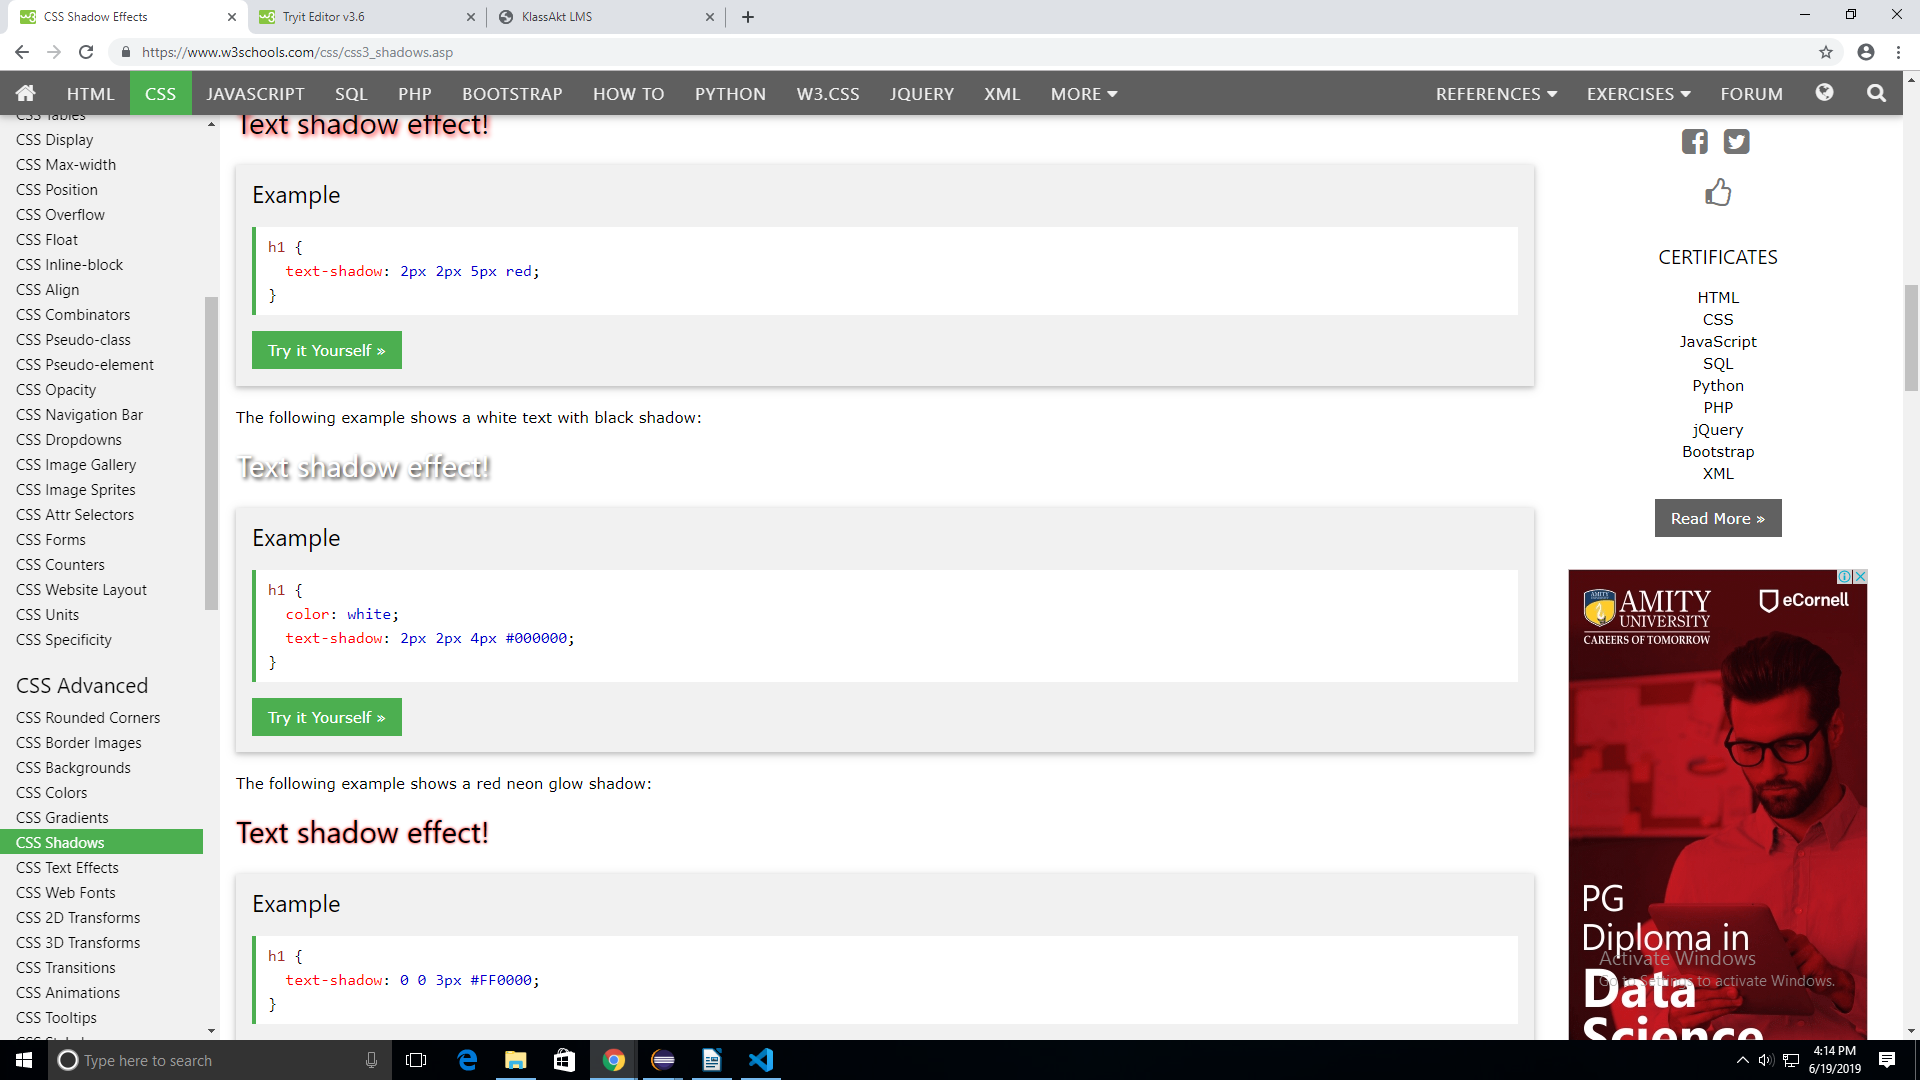 CSS Shadow Effects
Tryit Editor v3.6
KlassAkt LMS
https://www.w3schools.com/css/css3_shadows.asp
HTML
CSS
JAVASCRIPT
SQL
PHP
BOOTSTRAP
HOW TO
PYTHON
W3.CSS
JQUERY
XML
MORE
REFERENCES
EXERCISES
FORUM
CSS Tables
CSS Display
CSS Max-width
CSS Position
CSS Overflow
CSS Float
CSS Inline-block
CSS Align
CSS Combinators
CSS Pseudo-class
CSS Pseudo-element
CSS Opacity
CSS Navigation Bar
CSS Dropdowns
CSS Image Gallery
CSS Image Sprites
CSS Attr Selectors
CSS Forms
CSS Counters
CSS Website Layout
CSS Units
CSS Specificity
CSS Advanced
CSS Rounded Corners
CSS Border Images
CSS Backgrounds
CSS Colors
CSS Gradients
CSS Shadows
CSS Text Effects
CSS Web Fonts
CSS 2D Transforms
CSS 3D Transforms
CSS Transitions
CSS Animations
CSS Tooltips
Text shadow effect!
Example
h1 {
text-shadow: 2px 2px 5px red;
}
Try it Yourself »
The following example shows a white text with black shadow:
Text shadow effect!
Example
h1 {
color: white;
text-shadow: 2px 2px 4px #000000;
}
Try it Yourself »
The following example shows a red neon glow shadow:
Text shadow effect!
Example
h1 {
text-shadow: 0 0 3px #FF0000;
}
CERTIFICATES
HTML
CSS
JavaScript
SQL
Python
PHP
jQuery
Bootstrap
XML
Read More »
AMITY
UNIVERSITY
CAREERS OF TOMORROW
eCornell
PG
Diploma in
Data
Science
Activate Windows
Go to Settings to activate Windows.
Type here to search
4:14 PM
6/19/2019